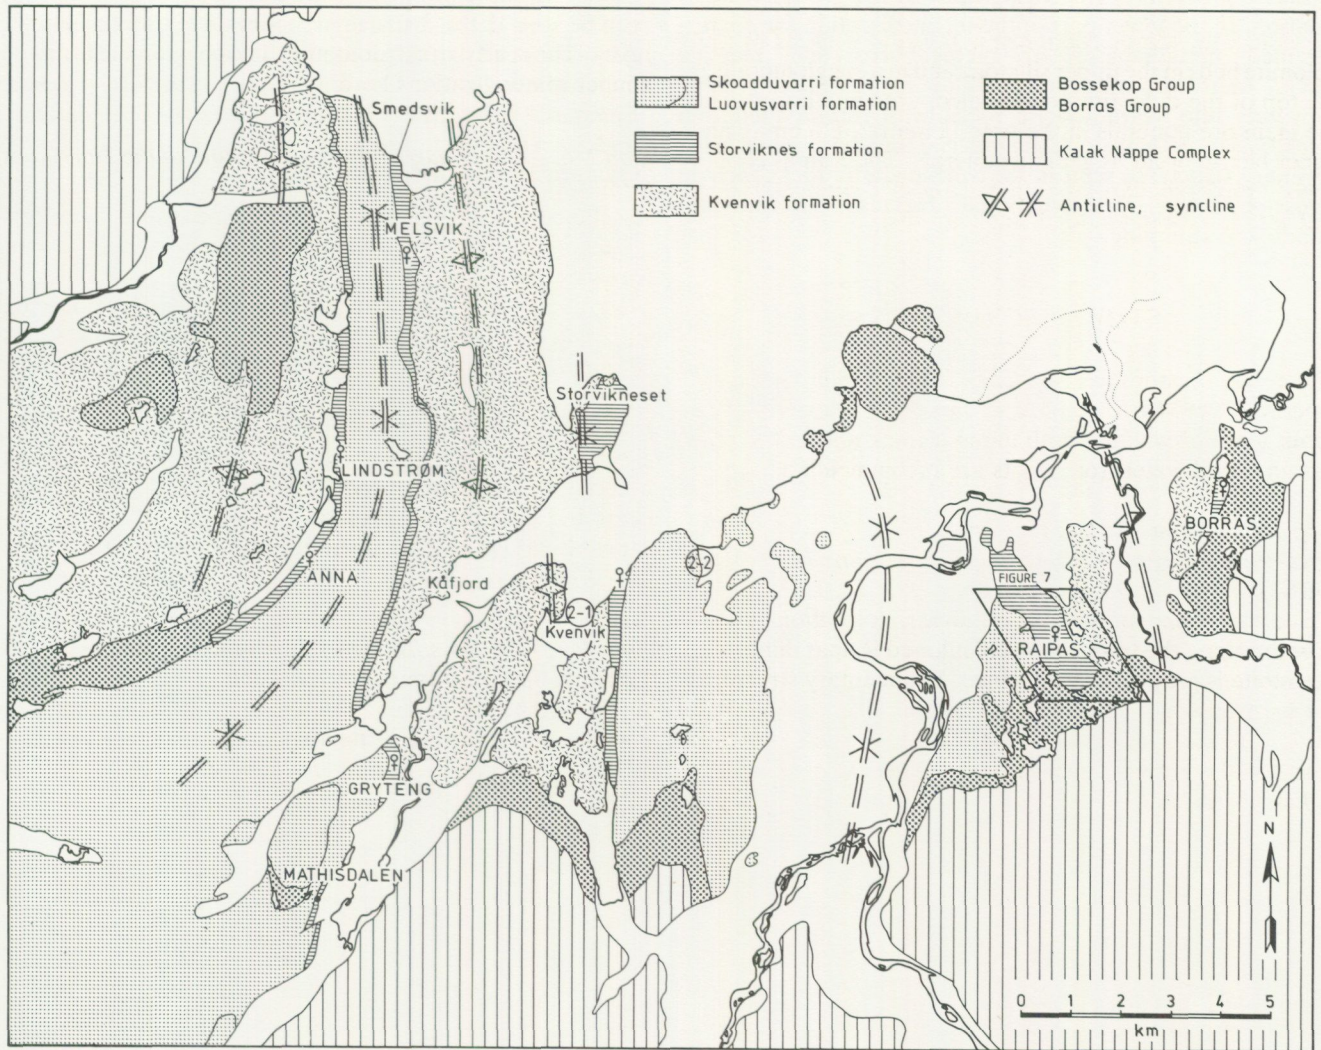 Skoadduvarri formation
Luovusvarri formation
Storviknes formation
Kvenvik formation
Bossekop Group
Borras Group
Kalak Nappe Complex
Anticline, syncline
Smedsvik
MELSVIK
Storvikneset
LINDSTRØM
BORRAS
ANNA
Kåfjord
2-2
FIGURE 7
2-1
Kvenvik
RAIPAS
GRYTENG
MATHISDALEN
N
0 1 2 3 4 5
km